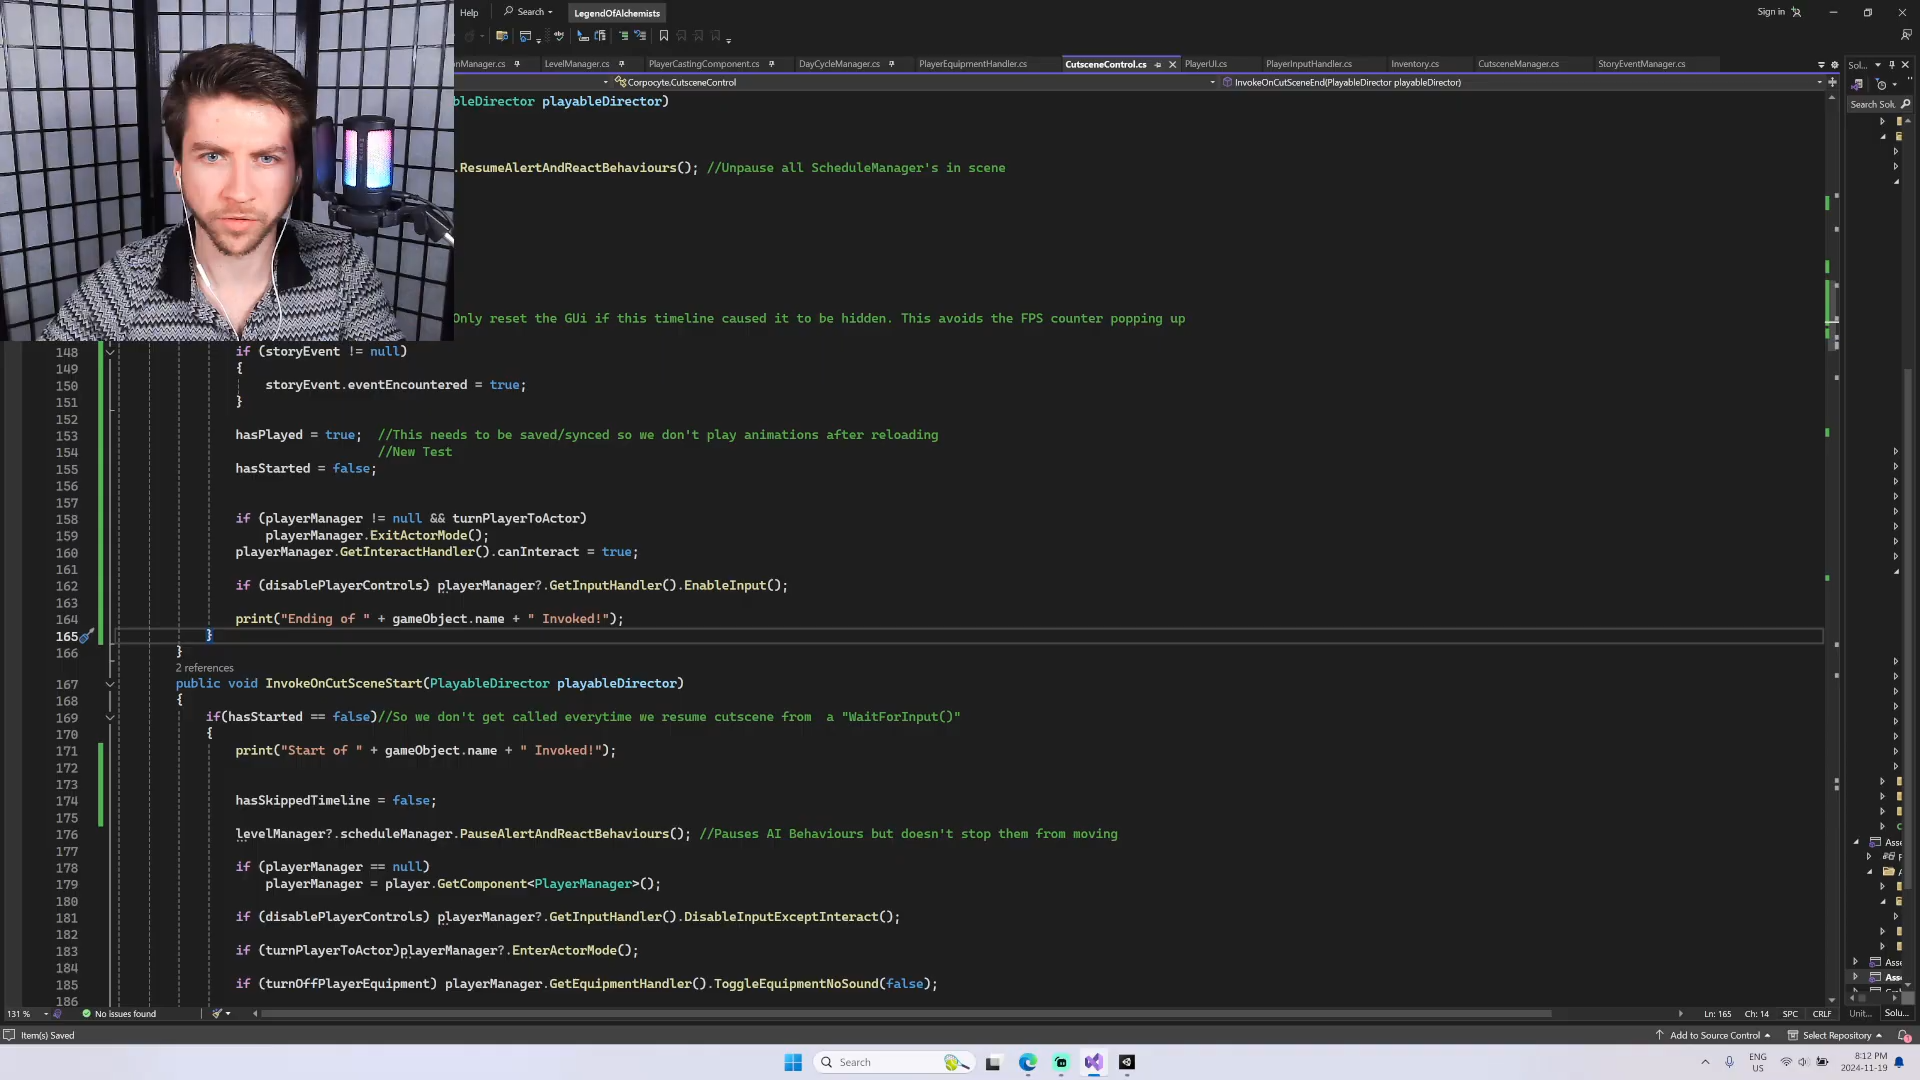 Help
Search
LegendOfAlchemists
Sign in
onManager.cs
LevelManager.cs
PlayerCastingComponent.cs
DayCycleManager.cs
PlayerEquipmentHandler.cs
CutsceneControl.cs
PlayerUI.cs
PlayerInputHandler.cs
Inventory.cs
CutsceneManager.cs
StoryEventManager.cs
Sol...
Corpocyte.CutsceneControl
InvokeOnCutSceneEnd(PlayableDirector playableDirector)
Search Solu
bleDirector playableDirector)
.ResumeAlertAndReactBehaviours(); //Unpause all ScheduleManager's in scene
Only reset the GUi if this timeline caused it to be hidden. This avoids the FPS counter popping up
148 if (storyEvent != null)
149 {
150 storyEvent.eventEncountered = true;
151 }
152
153 hasPlayed = true; //This needs to be saved/synced so we don't play animations after reloading
154 //New Test
155 hasStarted = false;
156
157
158 if (playerManager != null && turnPlayerToActor)
159 playerManager.ExitActorMode();
160 playerManager.GetInteractHandler().canInteract = true;
161
162 if (disablePlayerControls) playerManager?.GetInputHandler().EnableInput();
163
164 print("Ending of " + gameObject.name + " Invoked!");
165 }
166 }
2 references
167 public void InvokeOnCutSceneStart(PlayableDirector playableDirector)
168 {
169 if(hasStarted == false)//So we don't get called everytime we resume cutscene from  a "WaitForInput()"
170 {
171 print("Start of " + gameObject.name + " Invoked!");
172
173
174 hasSkippedTimeline = false;
175
176 levelManager?.scheduleManager.PauseAlertAndReactBehaviours(); //Pauses AI Behaviours but doesn't stop them from moving
177
178 if (playerManager == null)
179 playerManager = player.GetComponent<PlayerManager>();
180
181 if (disablePlayerControls) playerManager?.GetInputHandler().DisableInputExceptInteract();
182
183 if (turnPlayerToActor)playerManager?.EnterActorMode();
184
185 if (turnOffPlayerEquipment) playerManager.GetEquipmentHandler().ToggleEquipmentNoSound(false);
186
Asse
Asse
Asse
131 %
No issues found
Ln: 165
Ch: 14
SPC
CRLF
Unit...
Solu...
Item(s) Saved
Add to Source Control
Select Repository
Search
ENG
US
8:12 PM
2024-11-19